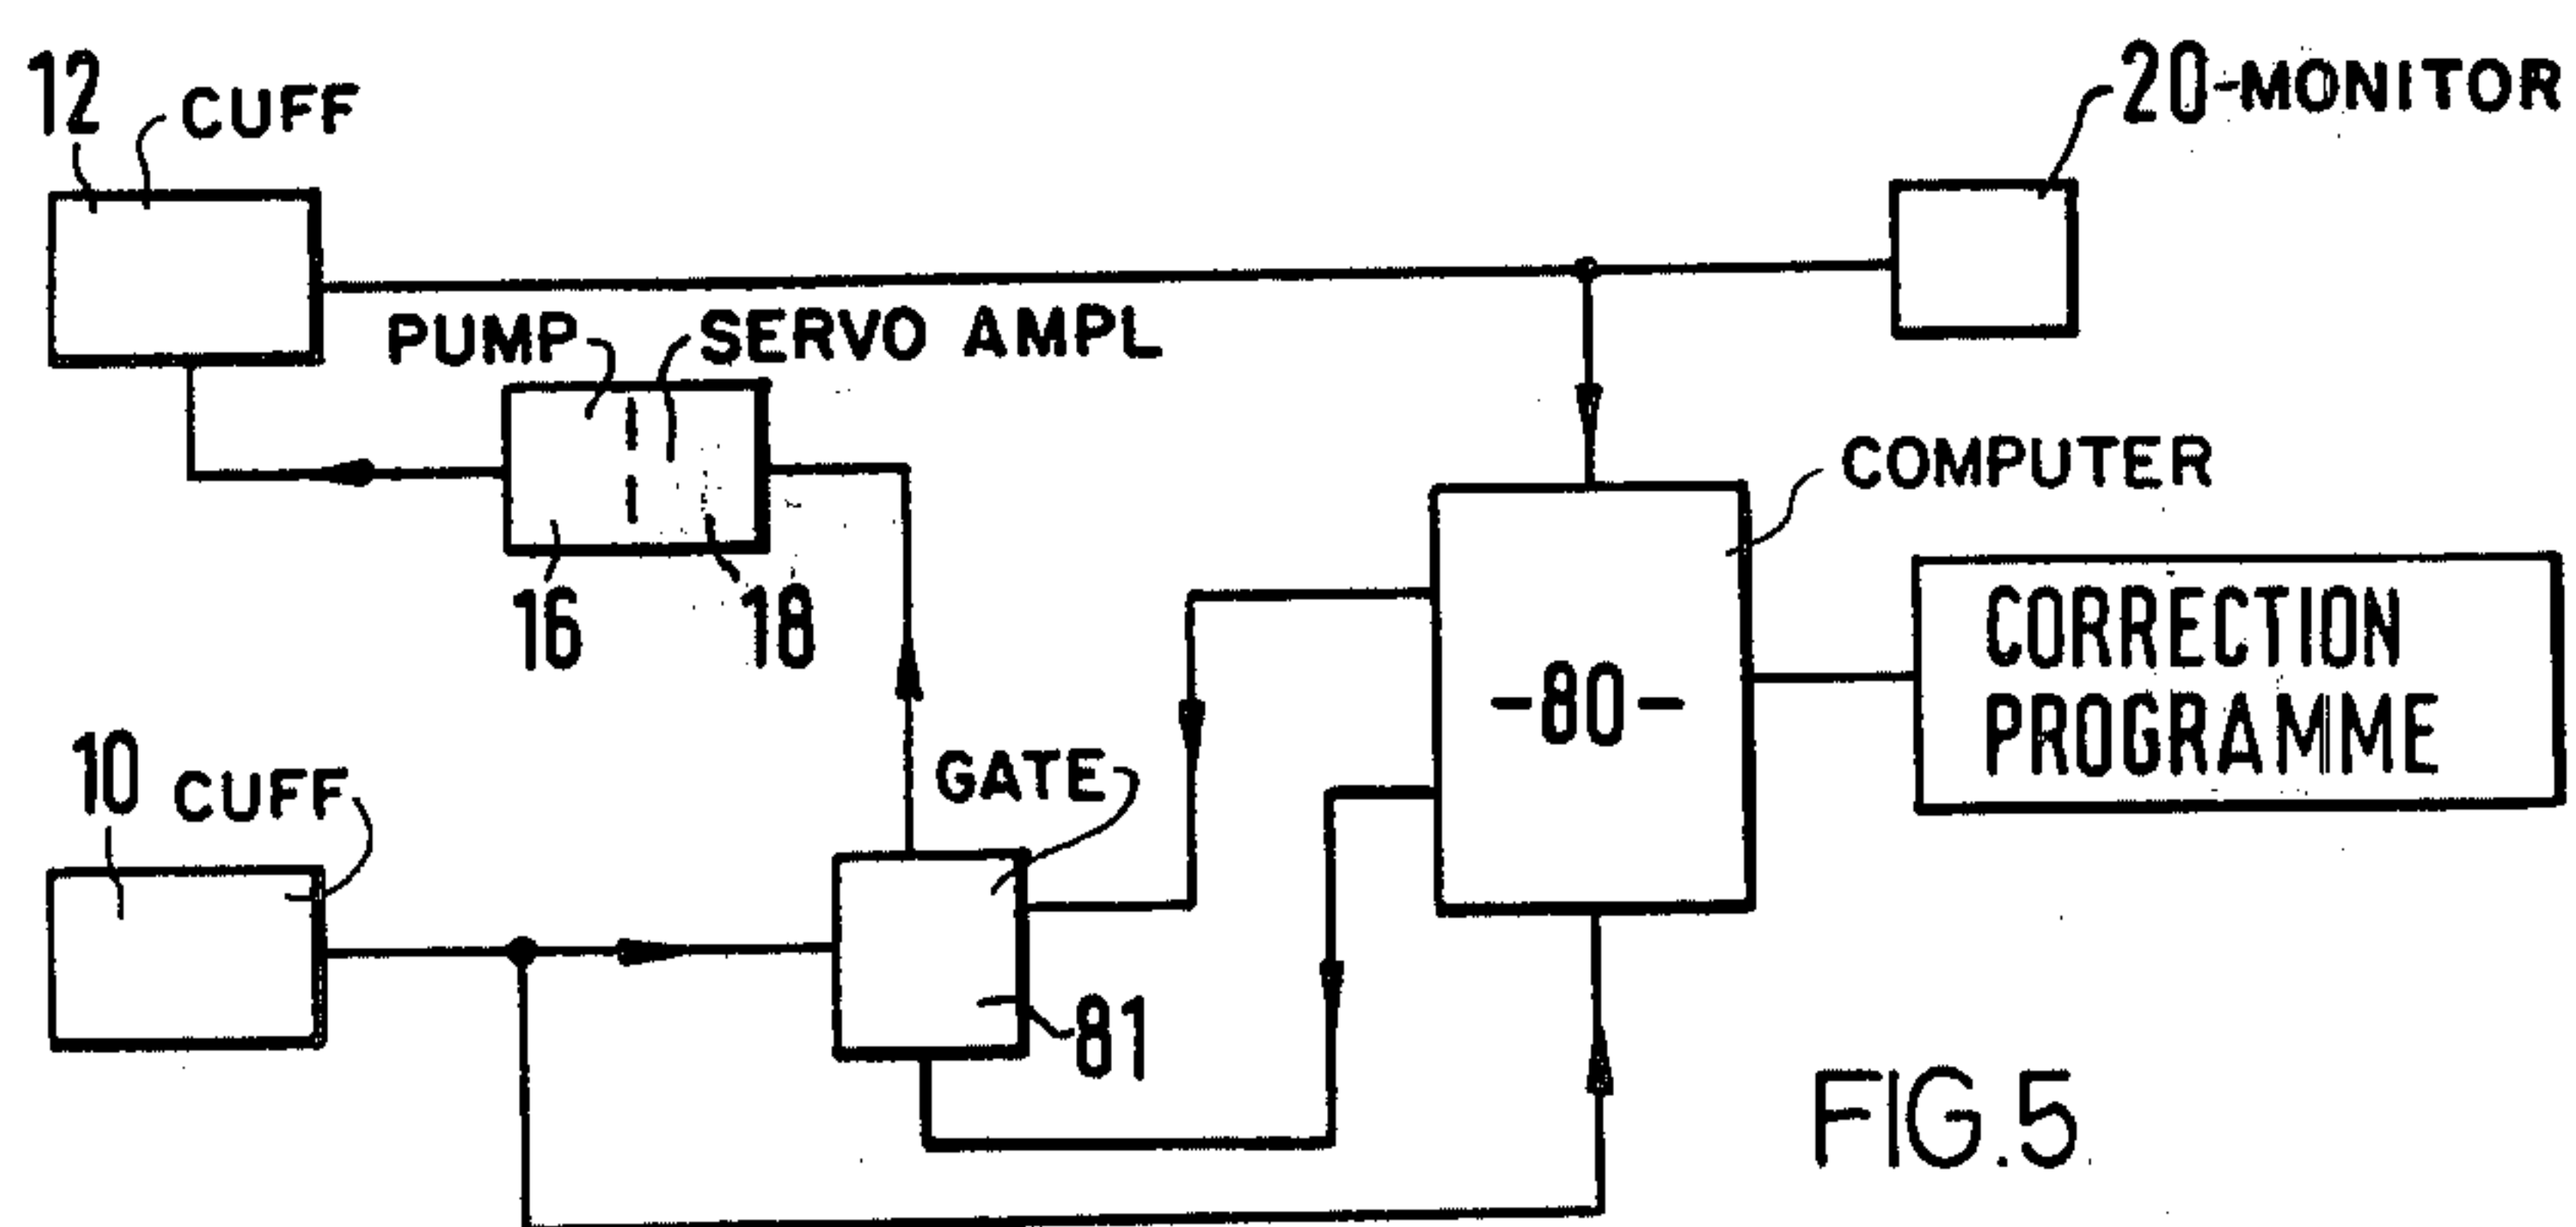 12 CUFF
20-MONITOR
PUMP SERVO AMPL
16 18
COMPUTER
-80-
CORRECTION
PROGRAMME
10 CUFF
GATE
81
FIG.5